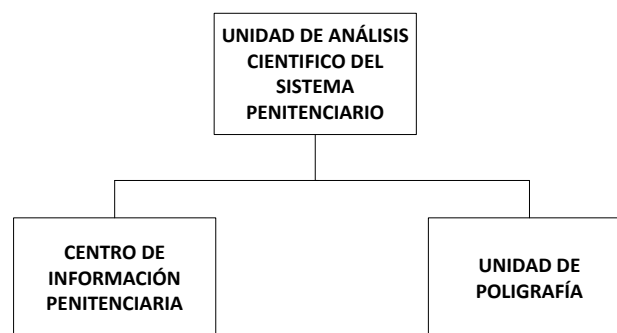 UNIDAD DE ANÁLISIS
CIENTIFICO DEL
SISTEMA
PENITENCIARIO
CENTRO DE
INFORMACIÓN
PENITENCIARIA
UNIDAD DE
POLIGRAFÍA